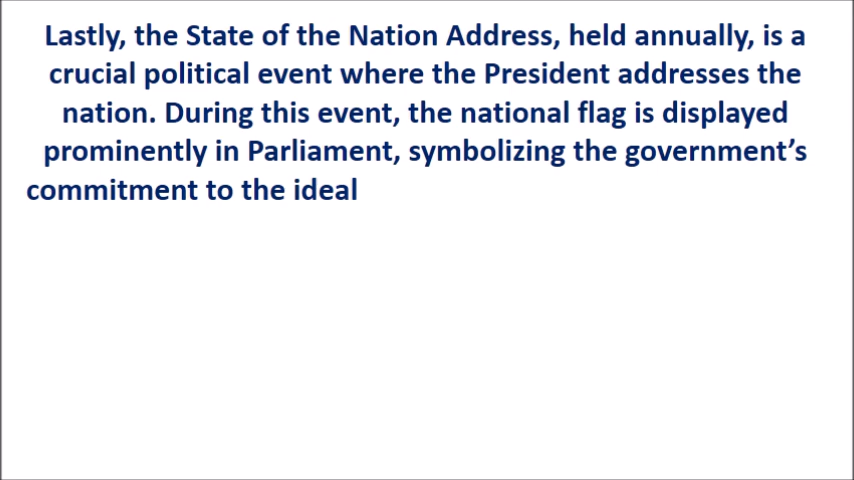 Lastly, the State of the Nation Address, held annually, is a
crucial political event where the President addresses the
nation. During this event, the national flag is displayed
prominently in Parliament, symbolizing the government’s
commitment to the ideal